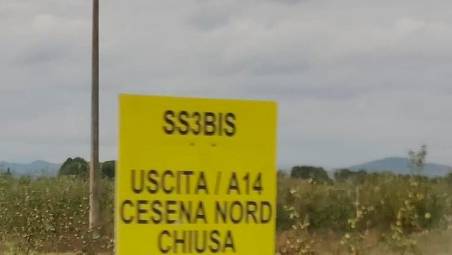 SS3BIS
USCITA / A14
CESENA NORD
CHIUSA